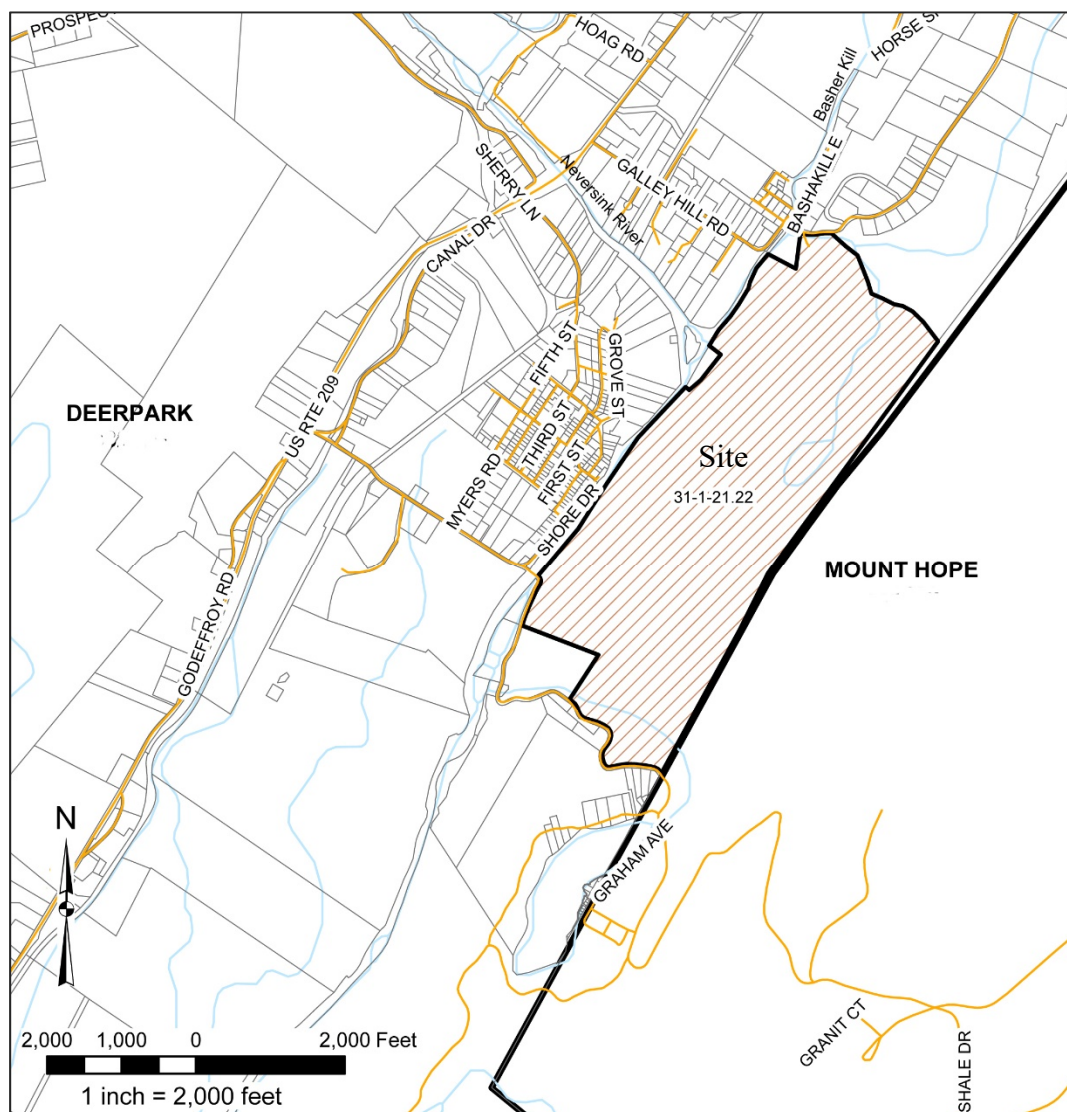 PROSPECT
HOAG RD
HORSE S
Basher Kill
SHERRY LN
Neversink River
GALLEY HILL RD
BASHAKILL E
CANAL DR
FIFTH ST
GROVE ST
DEERPARK
US RTE 209
THIRD ST
Site
FIRST ST
MYERS RD
31-1-21.22
SHORE DR
MOUNT HOPE
GODEFFROY RD
N
GRAHAM AVE
GRANIT CT
SHALE DR
2,000 1,000 0 2,000 Feet
1 inch = 2,000 feet